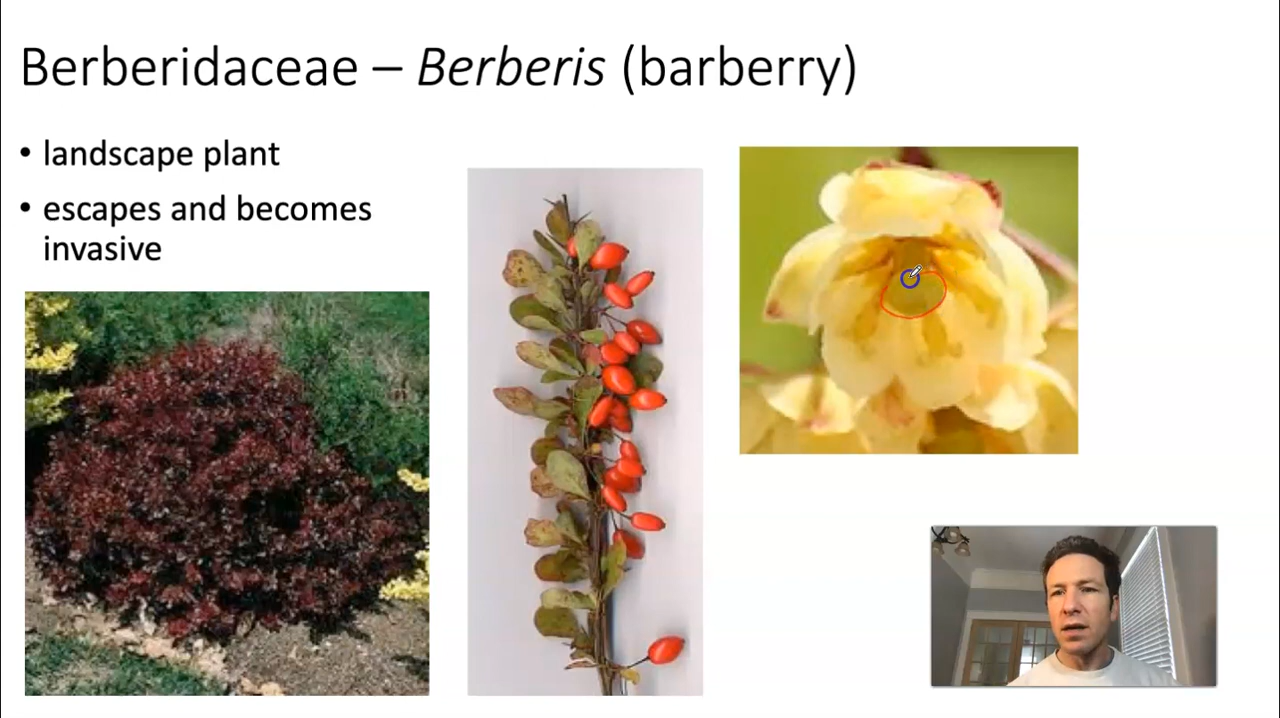 Berberidaceae – Berberis (barberry)
• landscape plant
• escapes and becomes
invasive